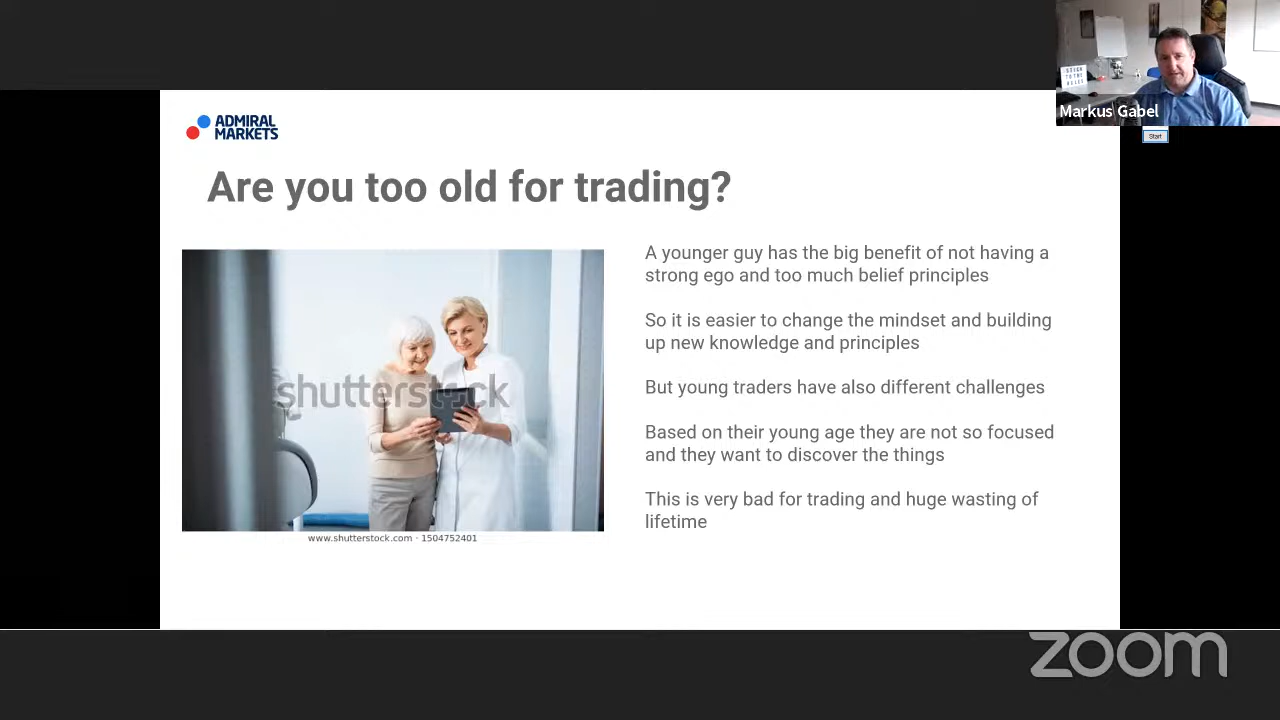 ADMIRAL
MARKETS
Markus Gabel
Start
Are you too old for trading?
A younger guy has the big benefit of not having a
strong ego and too much belief principles
So it is easier to change the mindset and building
up new knowledge and principles
But young traders have also different challenges
Based on their young age they are not so focused
and they want to discover the things
This is very bad for trading and huge wasting of
lifetime
shutterstock
www.shutterstock.com · 1504752401
zoom